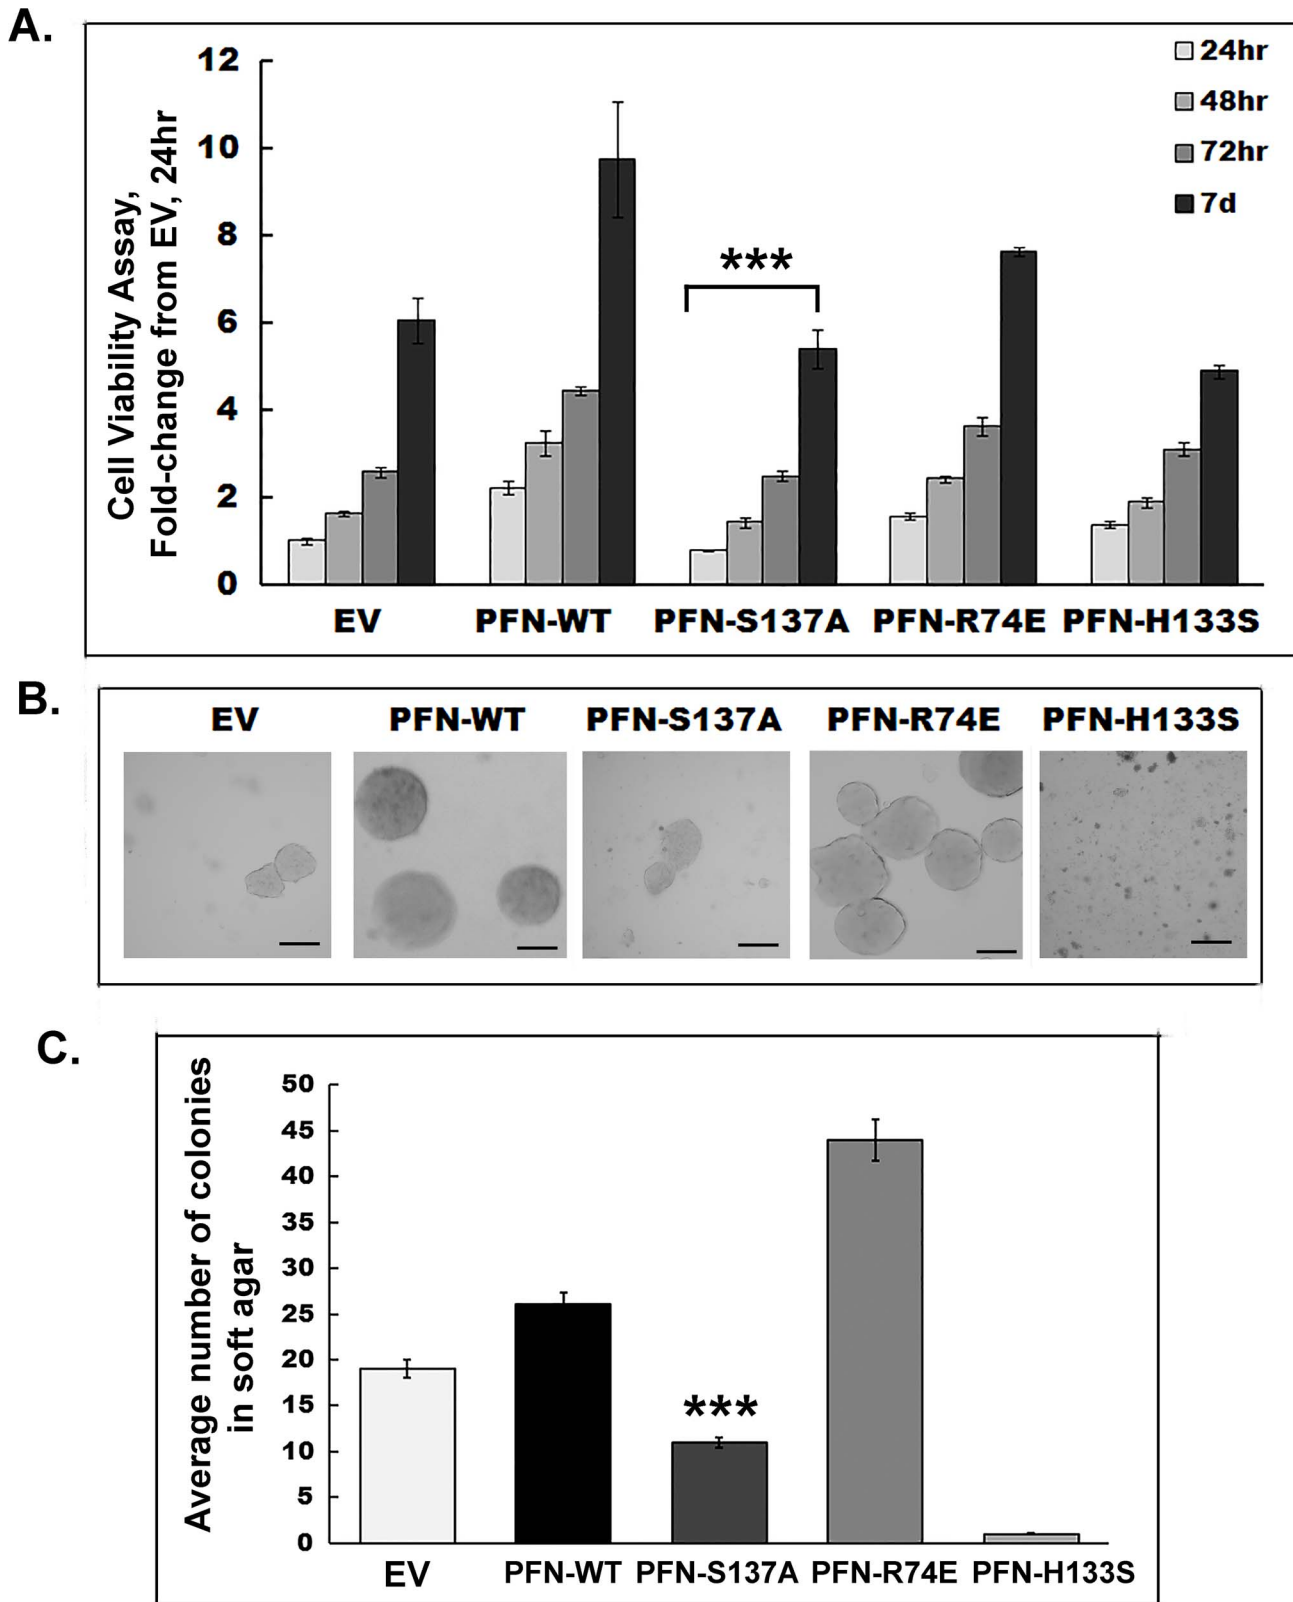 A.
Cell Viability Assay,
Fold-change from EV, 24hr
12
10
8
6
4
2
0
24hr
48hr
72hr
7d
***
EV PFN-WT PFN-S137A PFN-R74E PFN-H133S
B.
EV PFN-WT PFN-S137A PFN-R74E PFN-H133S
C.
Average number of colonies
in soft agar
50
45
40
35
30
25
20
15
10
5
0
***
EV PFN-WT PFN-S137A PFN-R74E PFN-H133S